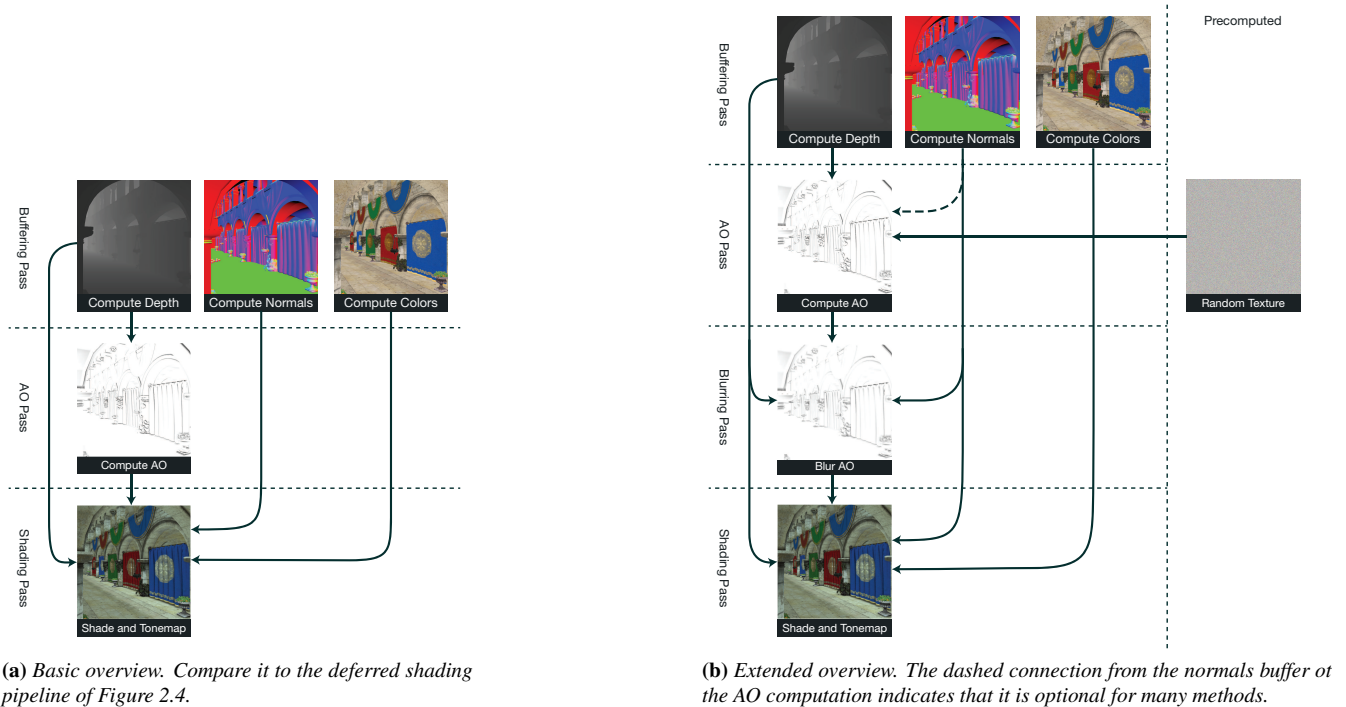 Buffering Pass
Compute Depth
Compute Normals
Compute Colors
AO Pass
Compute AO
Shading Pass
Shade and Tonemap
(a) Basic overview. Compare it to the deferred shading
pipeline of Figure 2.4.
Precomputed
Buffering Pass
Compute Depth
Compute Normals
Compute Colors
AO Pass
Compute AO
Random Texture
Blurring Pass
Blur AO
Shading Pass
Shade and Tonemap
(b) Extended overview. The dashed connection from the normals buffer ot
the AO computation indicates that it is optional for many methods.